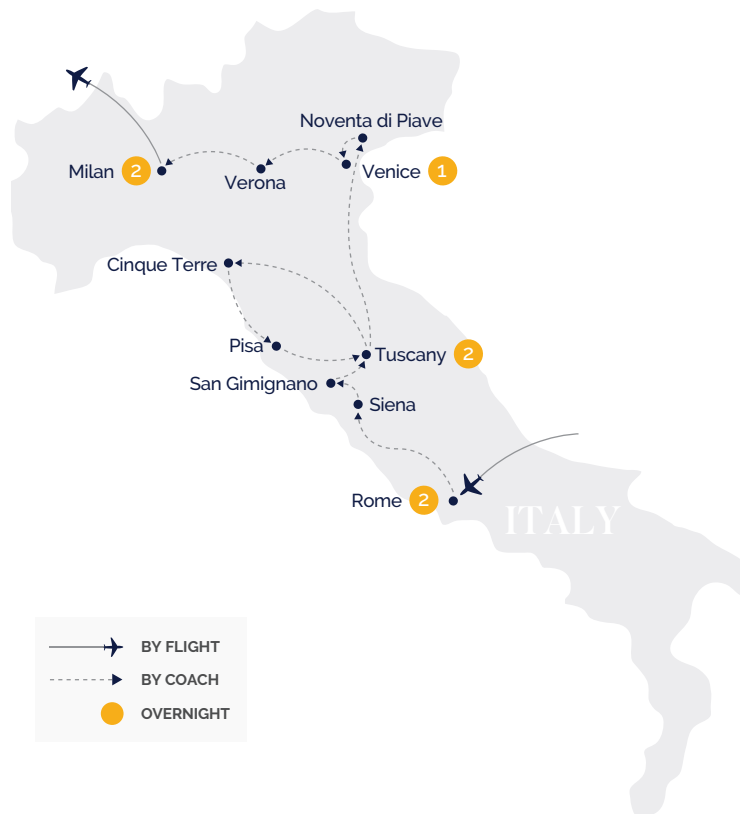 Noventa di Piave
Milan 2
Verona
Venice 1
Cinque Terre
Pisa
Tuscany 2
San Gimignano
Siena
Rome 2
ITALY
BY FLIGHT
BY COACH
OVERNIGHT